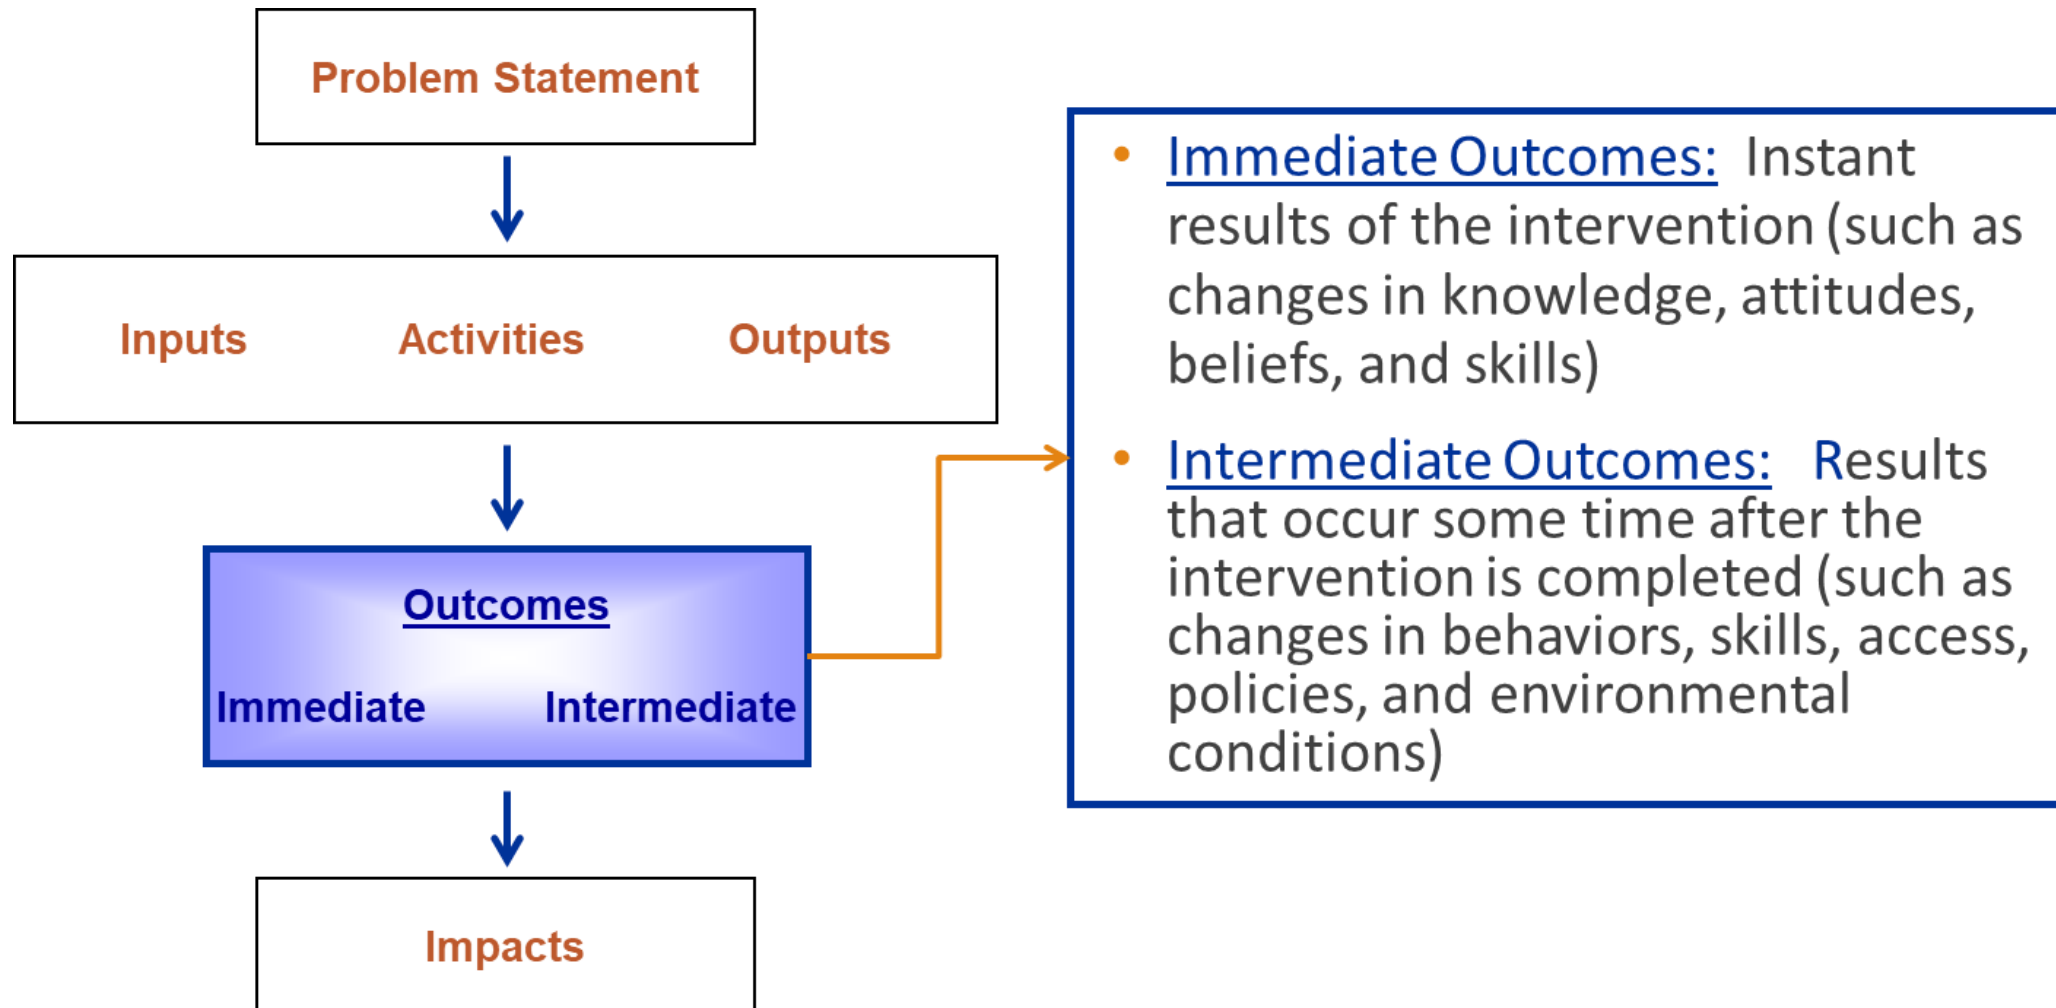 Problem Statement
Inputs Activities Outputs
Outcomes
Immediate Intermediate
Impacts
• Immediate Outcomes: Instant
results of the intervention (such as
changes in knowledge, attitudes,
beliefs, and skills)
• Intermediate Outcomes: Results
that occur some time after the
intervention is completed (such as
changes in behaviors, skills, access,
policies, and environmental
conditions)